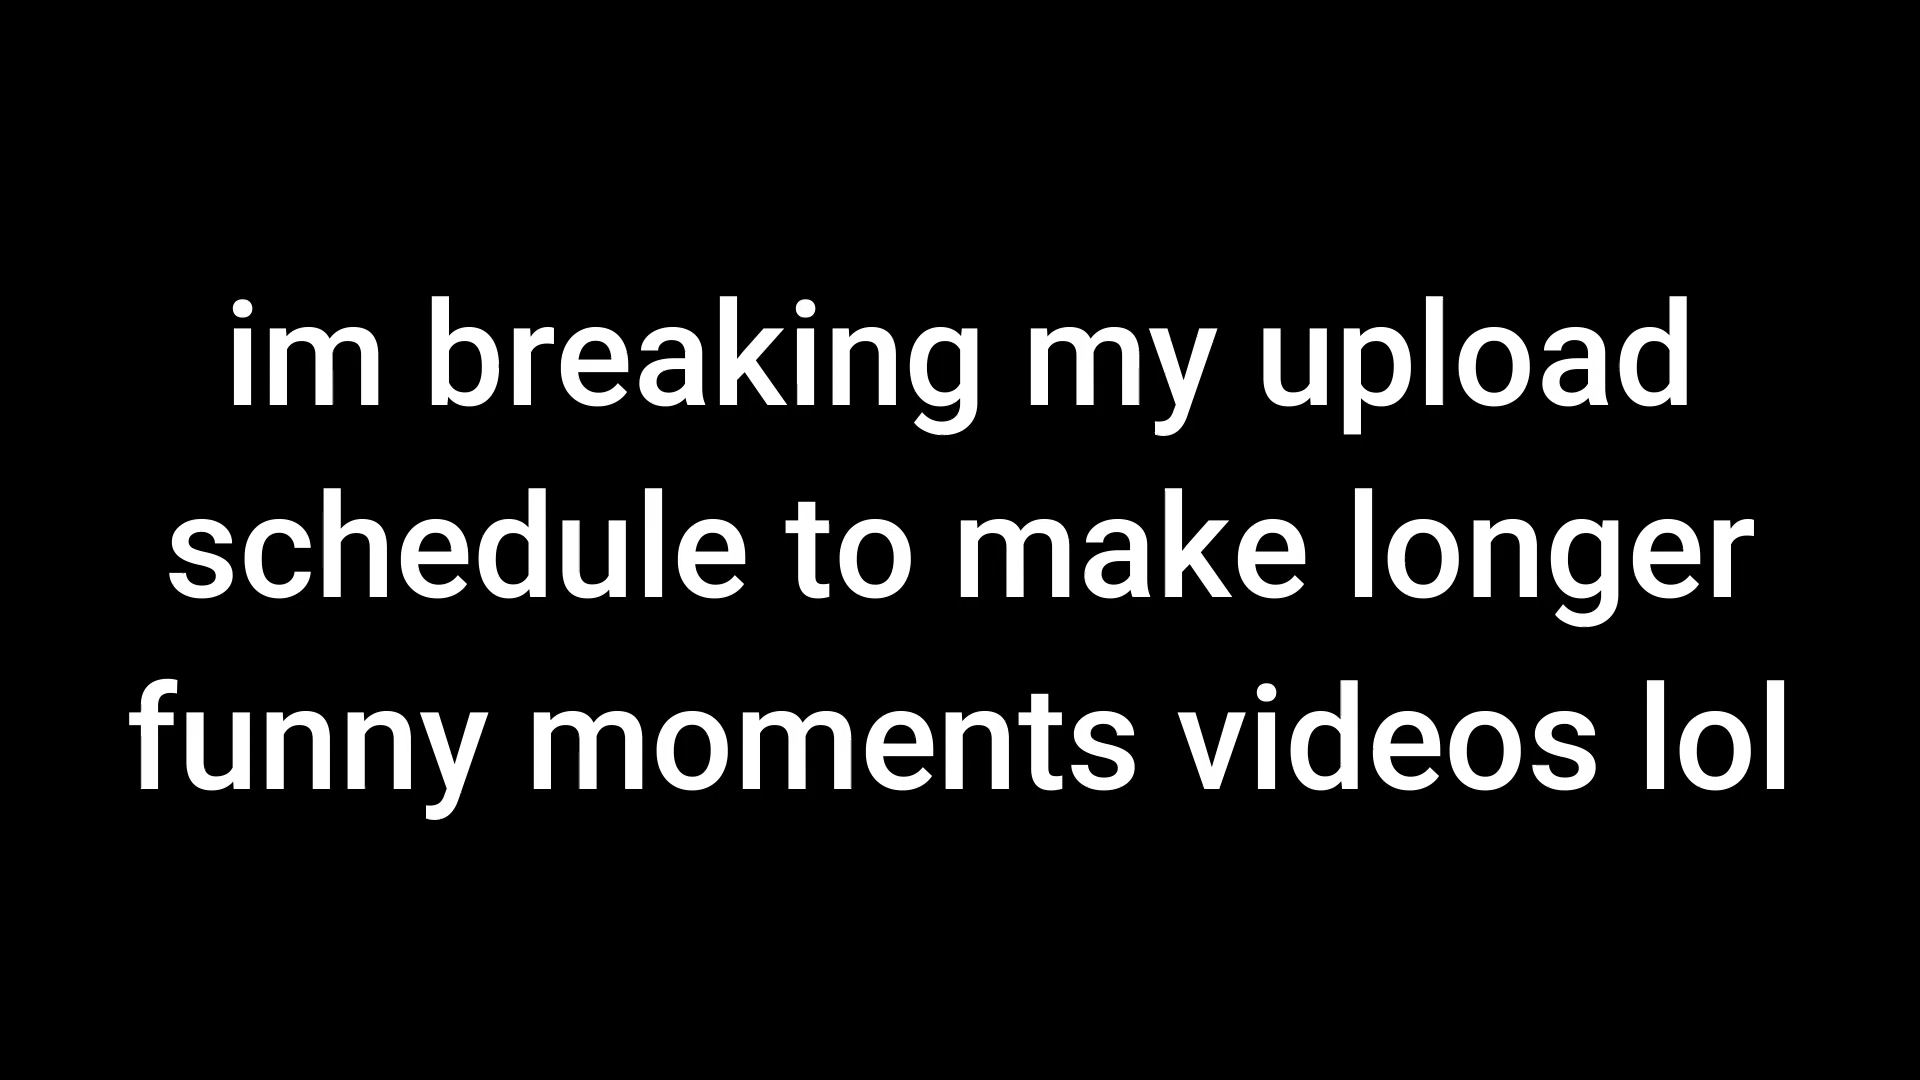 im breaking my upload
schedule to make longer
funny moments videos lol